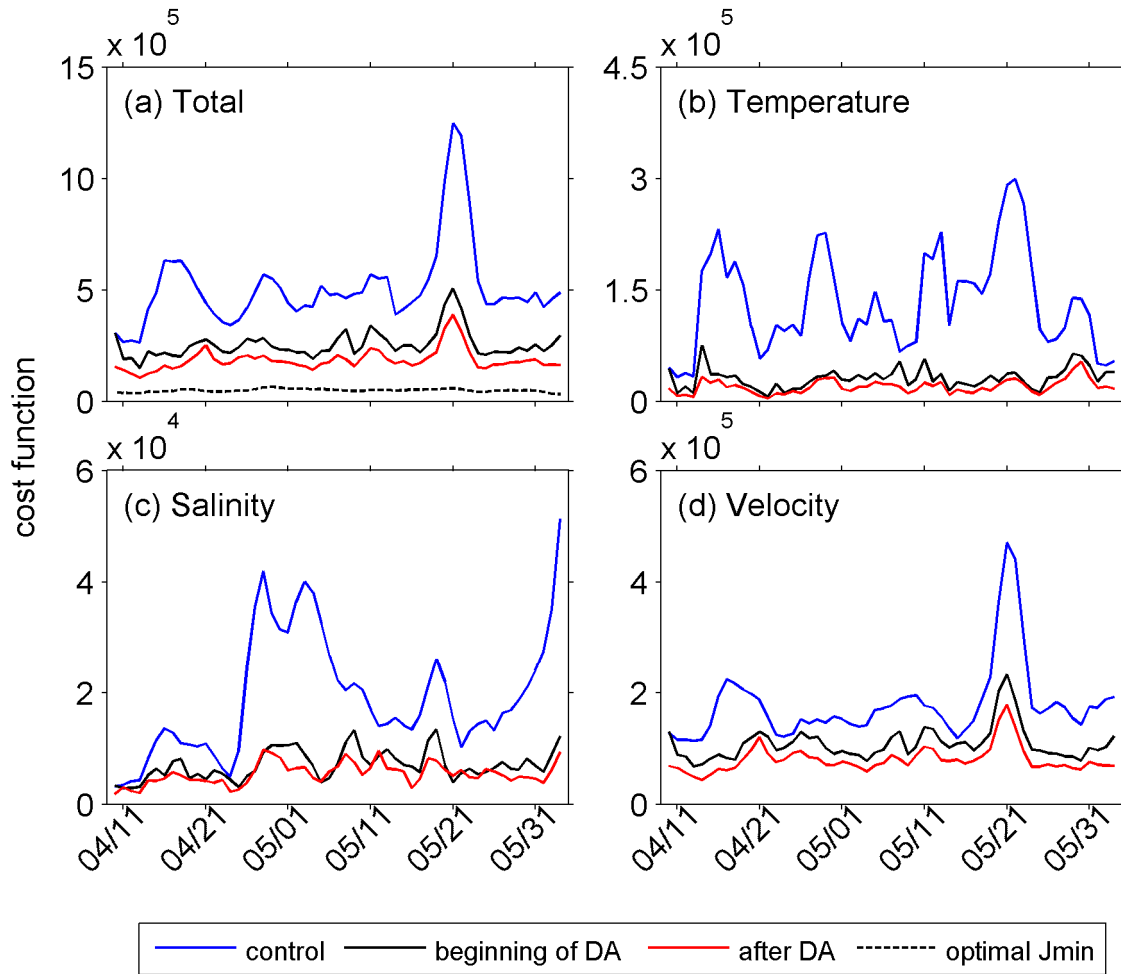 x 10^5
15
10
5
0
(a) Total
x 10^5
4.5
3
1.5
0
(b) Temperature
cost function
x 10^4
6
4
2
0
(c) Salinity
04/11 04/21 05/01 05/11 05/21 05/31
x 10^5
6
4
2
0
(d) Velocity
04/11 04/21 05/01 05/11 05/21 05/31
control beginning of DA after DA optimal Jmin